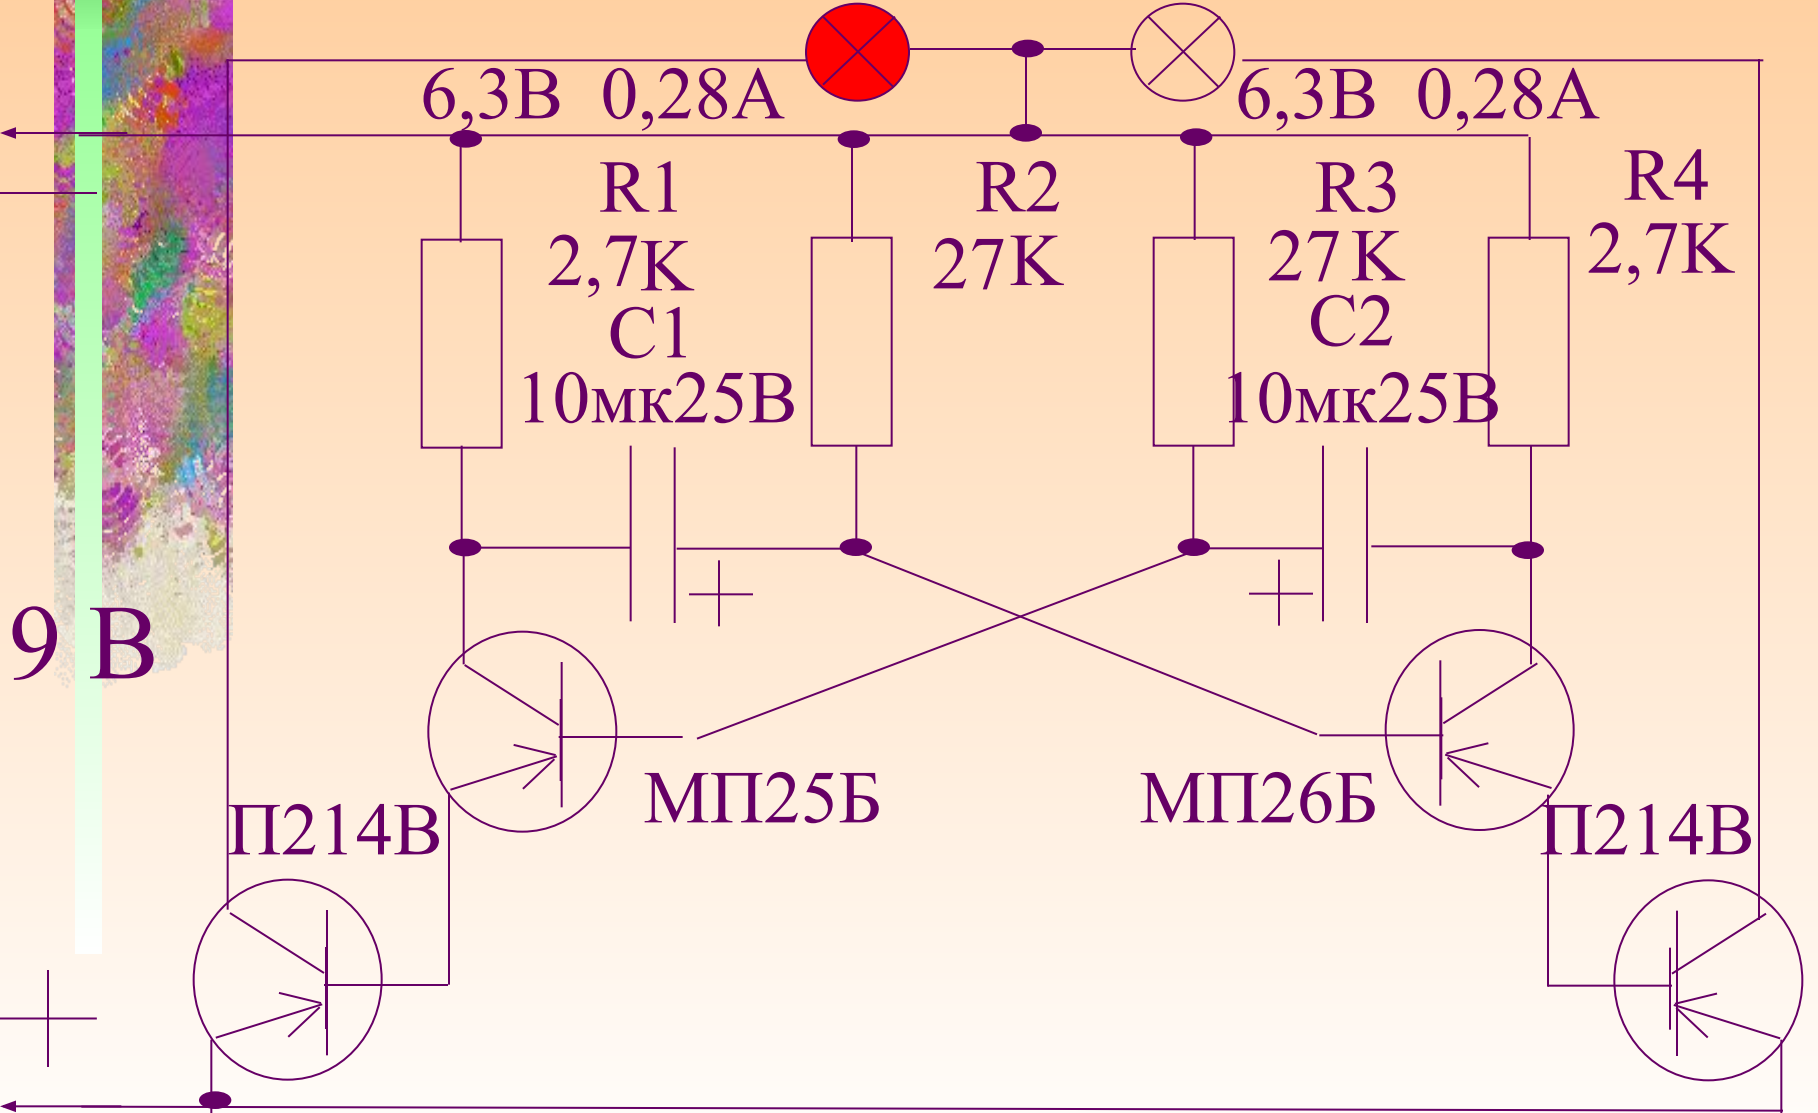 6,3В 0,28А
6,3В 0,28А
R1
2,7К
С1
10мк25В
R2
27К
R3
27К
С2
10мк25В
R4
2,7К
9 В
МП25Б
МП26Б
П214В
П214В